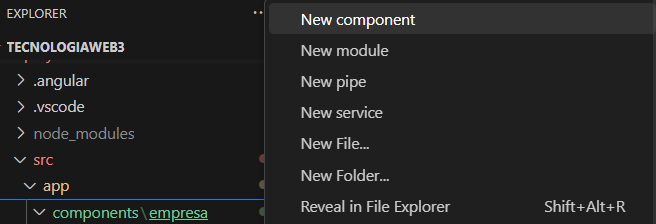 EXPLORER
TECNOLOGIAWEB3
.angular
.vscode
node_modules
src
app
components\empresa
New component
New module
New pipe
New service
New File...
New Folder...
Reveal in File Explorer Shift+Alt+R